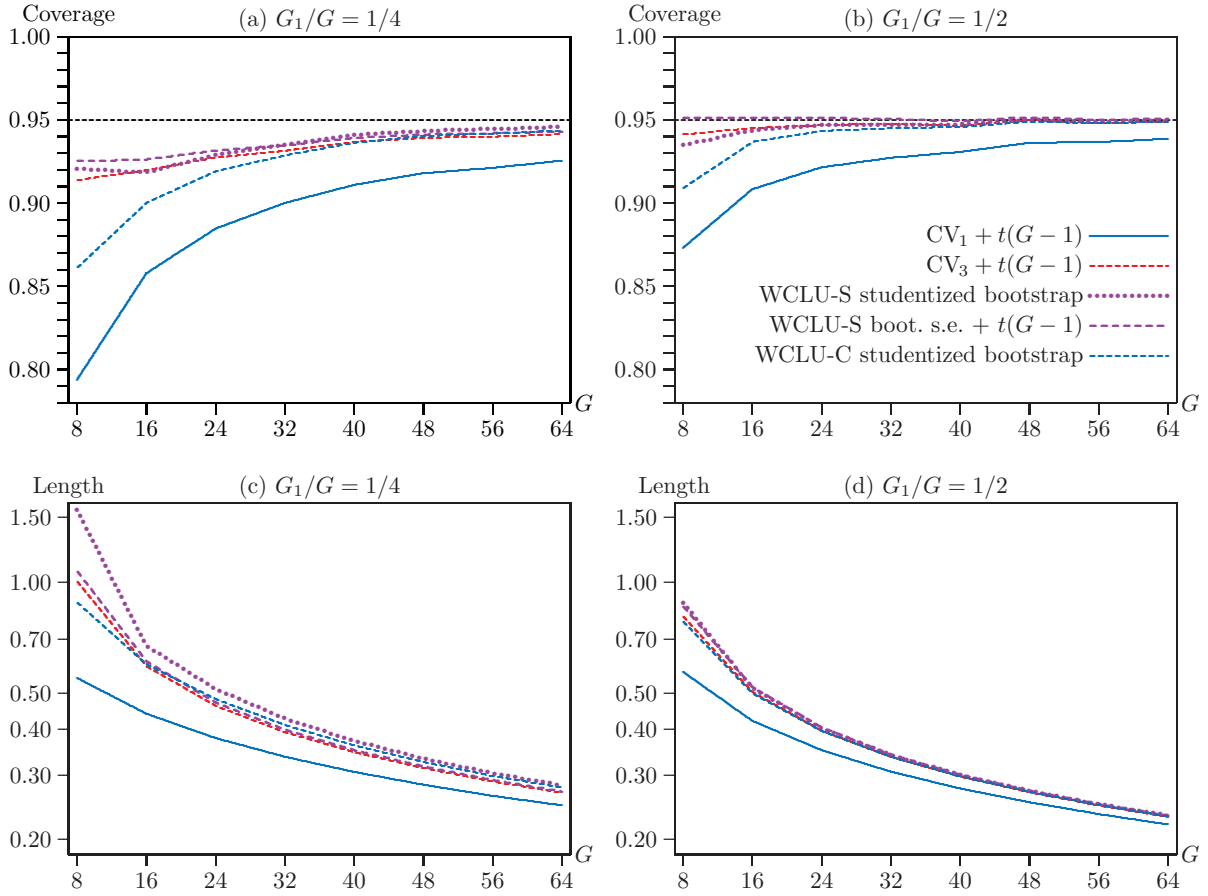 Coverage
(a) G₁/G = 1/4
1.00
0.95
0.90
0.85
0.80
8 16 24 32 40 48 56 64
G
Coverage
(b) G₁/G = 1/2
1.00
0.95
0.90
0.85
0.80
CV₁ + t(G − 1)
CV₃ + t(G − 1)
WCLU-S studentized bootstrap
WCLU-S boot. s.e. + t(G − 1)
WCLU-C studentized bootstrap
8 16 24 32 40 48 56 64
G
Length
(c) G₁/G = 1/4
1.50
1.00
0.70
0.50
0.40
0.30
0.20
8 16 24 32 40 48 56 64
G
Length
(d) G₁/G = 1/2
1.50
1.00
0.70
0.50
0.40
0.30
0.20
8 16 24 32 40 48 56 64
G